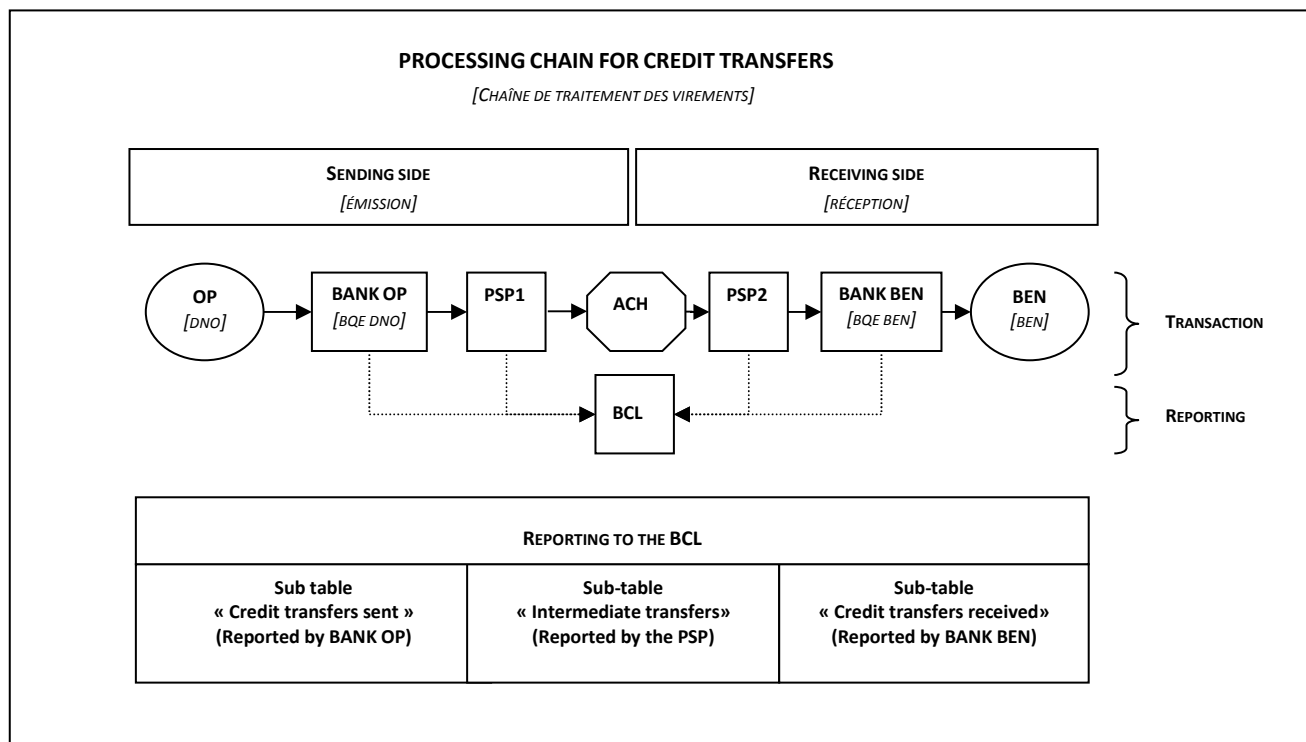 PROCESSING CHAIN FOR CREDIT TRANSFERS
[CHAÎNE DE TRAITEMENT DES VIREMENTS]
SENDING SIDE
[ÉMISSION]
RECEIVING SIDE
[RÉCEPTION]
OP
[DNO]
BANK OP
[BQE DNO]
PSP1
ACH
PSP2
BANK BEN
[BQE BEN]
BEN
[BEN]
TRANSACTION
BCL
REPORTING
REPORTING TO THE BCL
Sub table
« Credit transfers sent »
(Reported by BANK OP)
Sub-table
« Intermediate transfers»
(Reported by the PSP)
Sub-table
« Credit transfers received»
(Reported by BANK BEN)